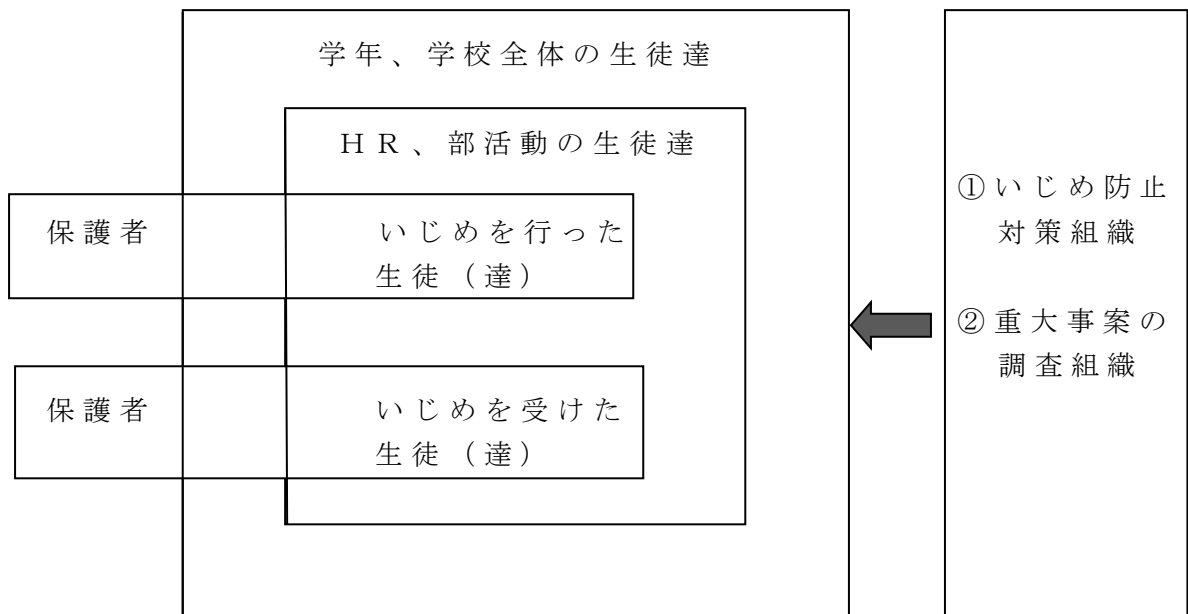 学年、学校全体の生徒達
ＨＲ、部活動の生徒達
保護者
いじめを行った
生徒（達）
保護者
いじめを受けた
生徒（達）
①いじめ防止
対策組織
②重大事案の
調査組織